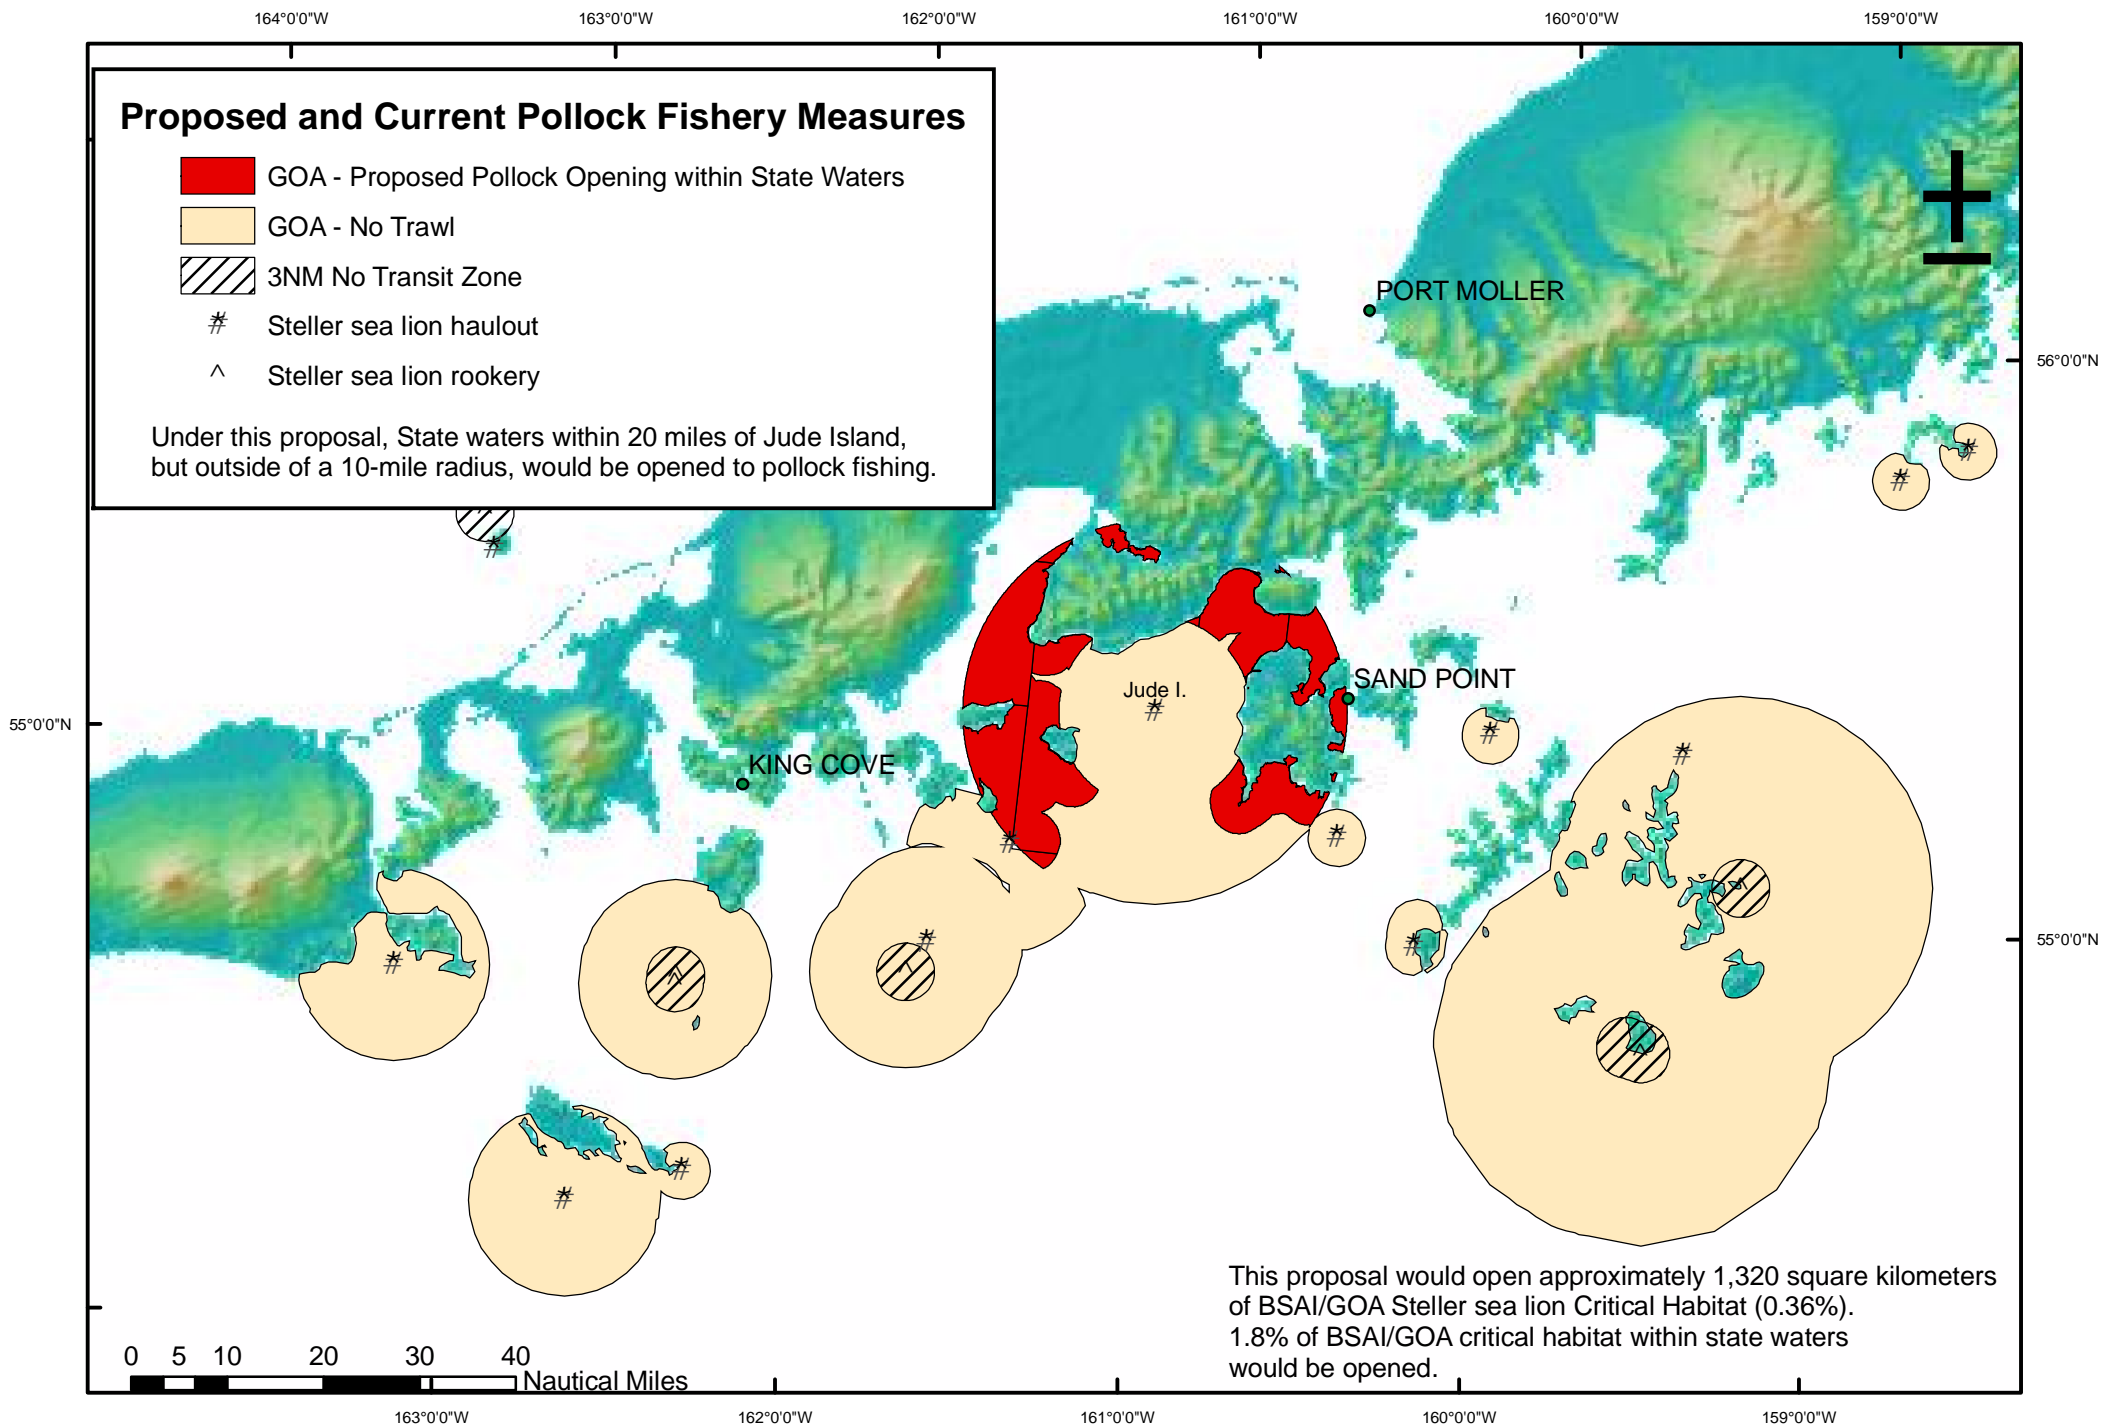 164°0'0"W 163°0'0"W 162°0'0"W 161°0'0"W 160°0'0"W 159°0'0"W
Proposed and Current Pollock Fishery Measures
GOA - Proposed Pollock Opening within State Waters
GOA - No Trawl
3NM No Transit Zone
Steller sea lion haulout
Steller sea lion rookery
Under this proposal, State waters within 20 miles of Jude Island,
but outside of a 10-mile radius, would be opened to pollock fishing.
PORT MOLLER
56°0'0"N
SAND POINT
Jude I.
55°0'0"N
KING COVE
55°0'0"N
This proposal would open approximately 1,320 square kilometers
of BSAI/GOA Steller sea lion Critical Habitat (0.36%).
1.8% of BSAI/GOA critical habitat within state waters
would be opened.
0 5 10 20 30 40
Nautical Miles
163°0'0"W 162°0'0"W 161°0'0"W 160°0'0"W 159°0'0"W